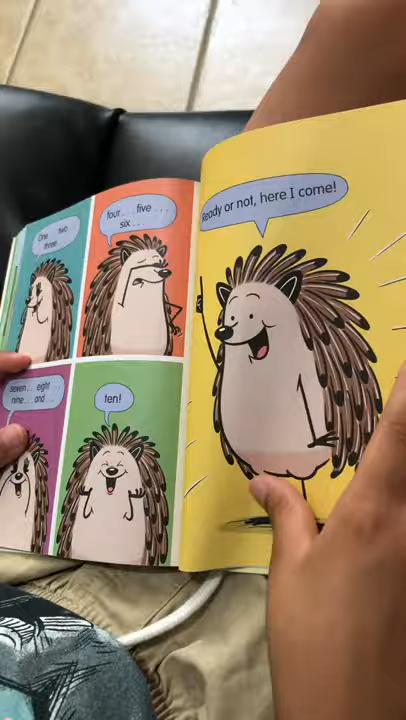 One . . . two
three . . .
four . . . five . . .
six . . .
seven . . . eight . . .
nine . . . and . . .
ten!
Ready or not, here I come!